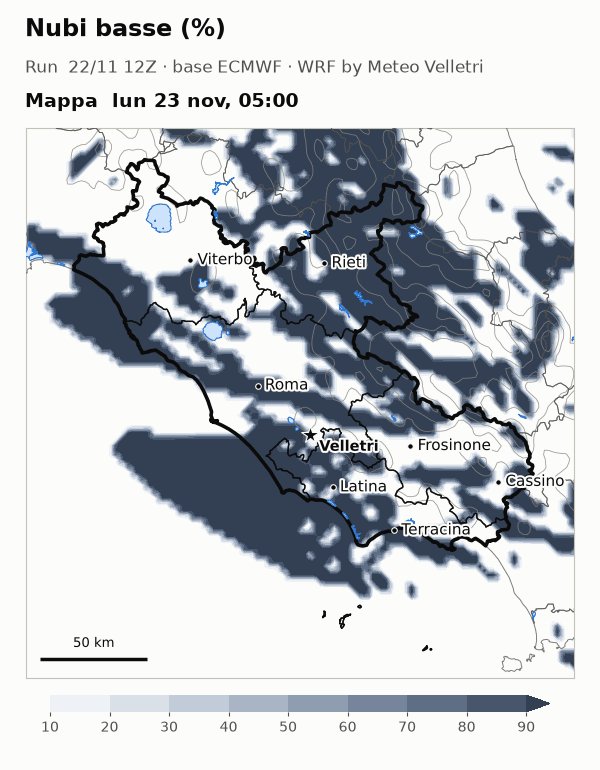 Nubi basse (%)
Run  22/11 12Z · base ECMWF · WRF by Meteo Velletri
Mappa  lun 23 nov, 05:00
Viterbo
Rieti
Roma
Velletri
Frosinone
Cassino
Latina
Terracina
50 km
10 20 30 40 50 60 70 80 90